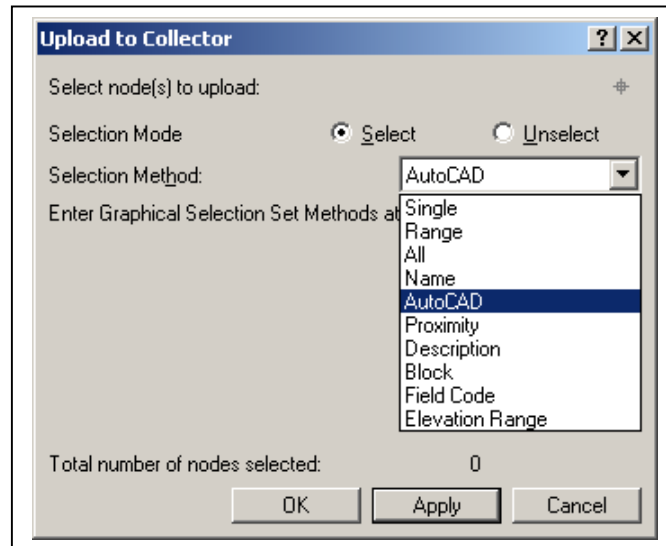 Upload to Collector
Select node(s) to upload:
Selection Mode Select Unselect
Selection Method: AutoCAD
Enter Graphical Selection Set Methods at
Single
Range
All
Name
AutoCAD
Proximity
Description
Block
Field Code
Elevation Range
Total number of nodes selected: 0
OK Apply Cancel